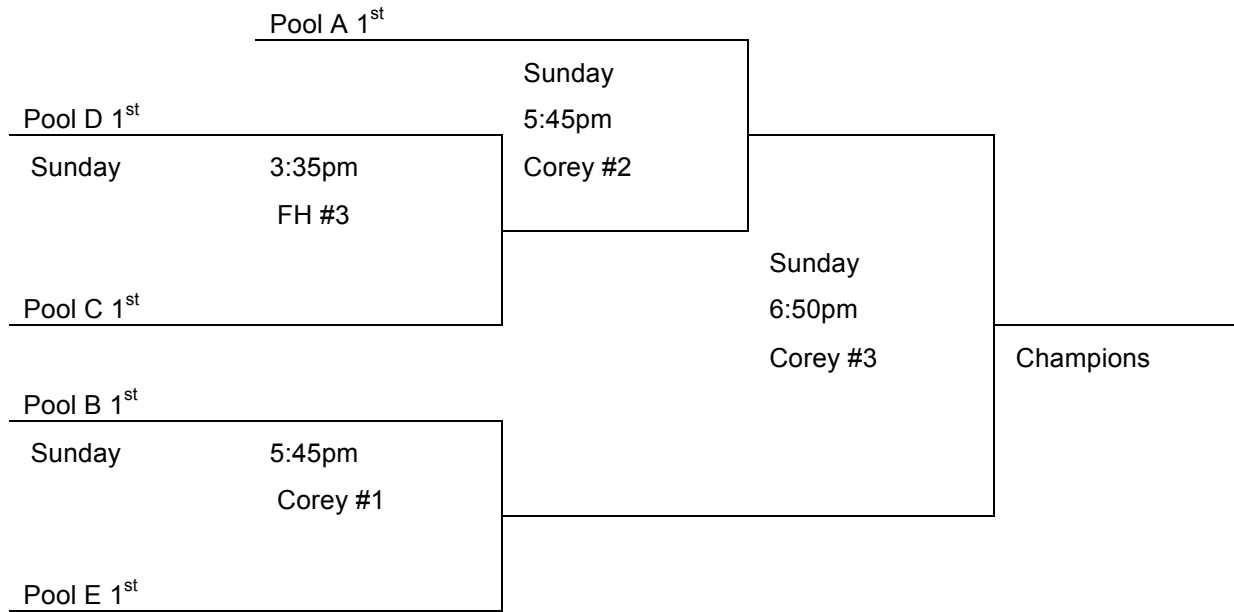 Pool A 1st
Sunday
5:45pm
Corey #2
Pool D 1st
Sunday 3:35pm
FH #3
Pool C 1st
Sunday
6:50pm
Corey #3
Champions
Pool B 1st
Sunday 5:45pm
Corey #1
Pool E 1st